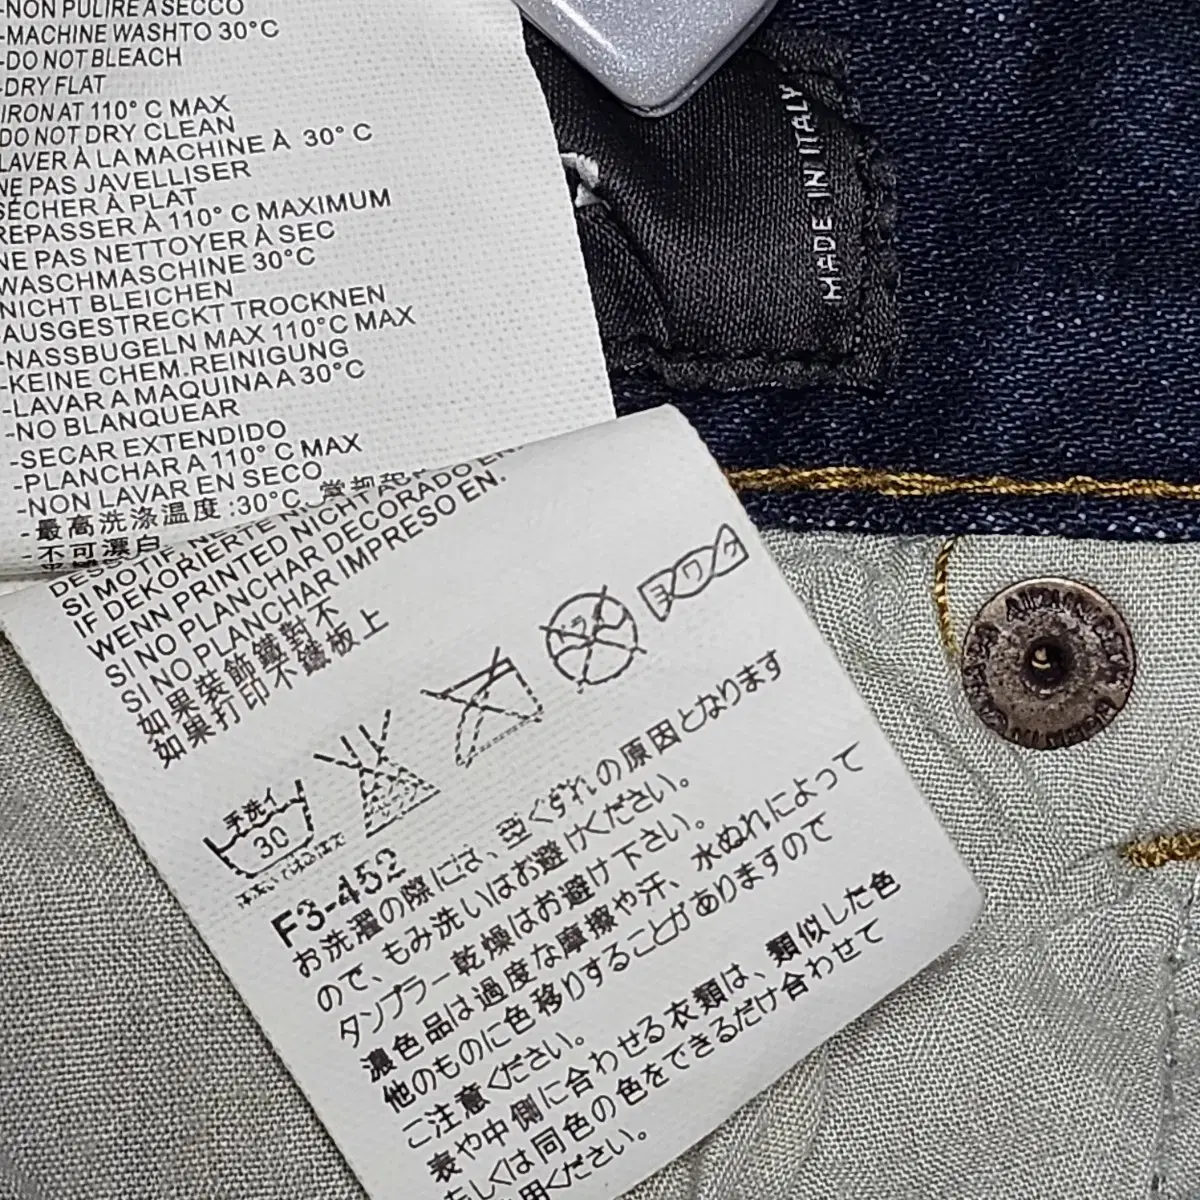 -NON PULIRE A SECCO
-MACHINE WASHTO 30°C
-DO NOT BLEACH
-DRY FLAT
IRON AT 110° C MAX
DO NOT DRY CLEAN
LAVER À LA MACHINE À 30° C
NE PAS JAVELLISER
SÉCHER À PLAT
REPASSER À 110° C MAXIMUM
NE PAS NETTOYER À SEC
WASCHMASCHINE 30°C
NICHT BLEICHEN
-AUSGESTRECKT TROCKNEN
-NASSBUGELN MAX 110°C MAX
-KEINE CHEM.REINIGUNG
-LAVAR A MAQUINA A 30°C
-NO BLANQUEAR
-SECAR EXTENDIDO
-PLANCHAR A 110°C MAX
-NON LAVAR EN SECO
-最高洗涤温度:30°C, 常规
-不可漂白
MADE IN ITALY
SI MOTIF
IF DEKORIERTE NICHT
WENN PRINTED NICHT
SI NO PLANCHAR DECORADO EN.
SI NO PLANCHAR IMPRESO EN.
如果裝飾鐵對不
如果打印不鐵板上
手洗イ
30
ヨワク
F3-452
お洗濯の際には、型くずれの原因となります
ので、もみ洗いはお避けください。
タンブラー乾燥はお避け下さい。
濃色品は過度な摩擦や汗、水ぬれによって
他のものに色移りすることがありますので
ご注意ください。
表や中側に合わせる衣類は、類似した色
もしくは同色の色をできるだけ合わせて
用ください。